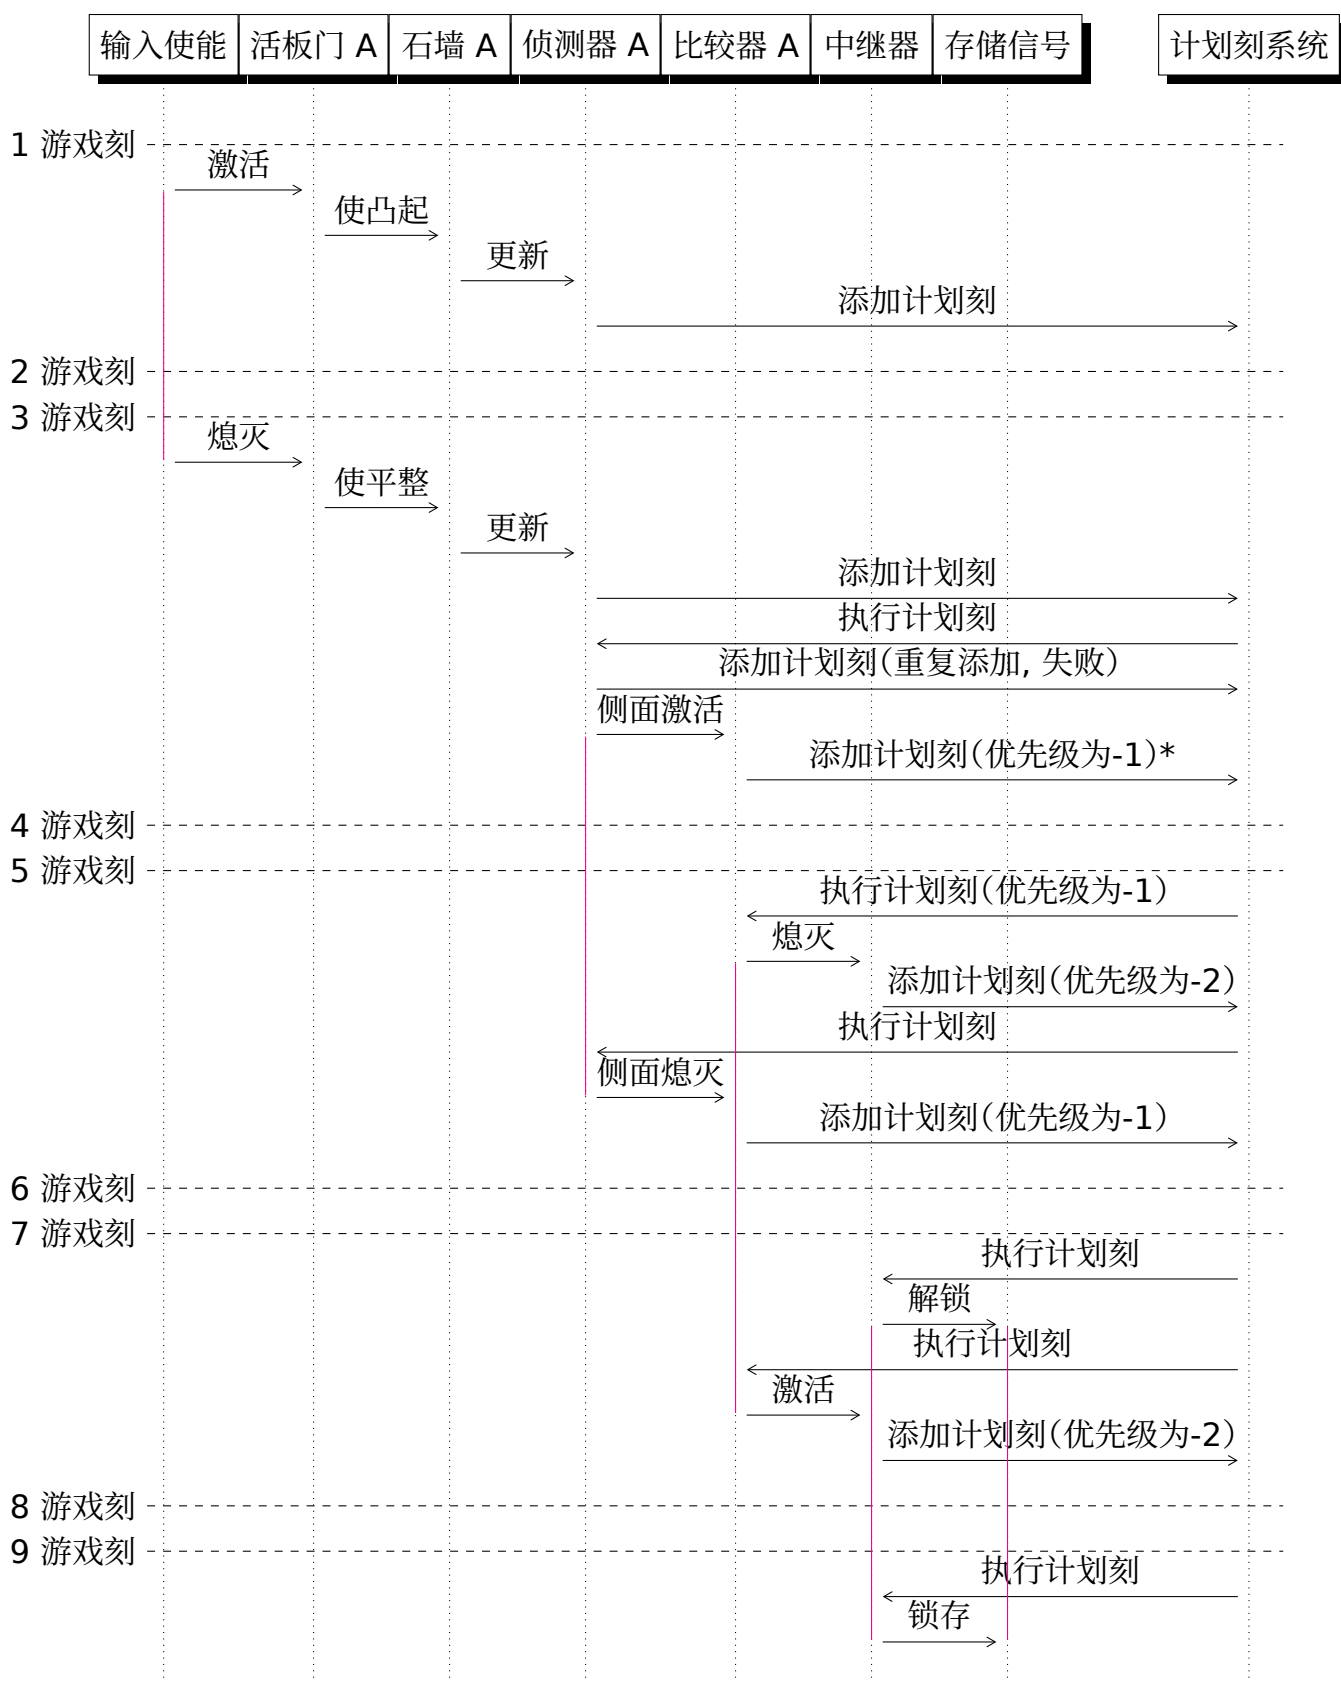 输入使能 活板门 A 石墙 A 侦测器 A 比较器 A 中继器 存储信号 计划刻系统
1 游戏刻
激活
使凸起
更新
添加计划刻
2 游戏刻
3 游戏刻
熄灭
使平整
更新
添加计划刻
执行计划刻
添加计划刻(重复添加, 失败)
侧面激活
添加计划刻(优先级为-1)*
4 游戏刻
5 游戏刻
执行计划刻(优先级为-1)
熄灭
添加计划刻(优先级为-2)
执行计划刻
侧面熄灭
添加计划刻(优先级为-1)
6 游戏刻
7 游戏刻
执行计划刻
解锁
执行计划刻
激活
添加计划刻(优先级为-2)
8 游戏刻
9 游戏刻
执行计划刻
锁存